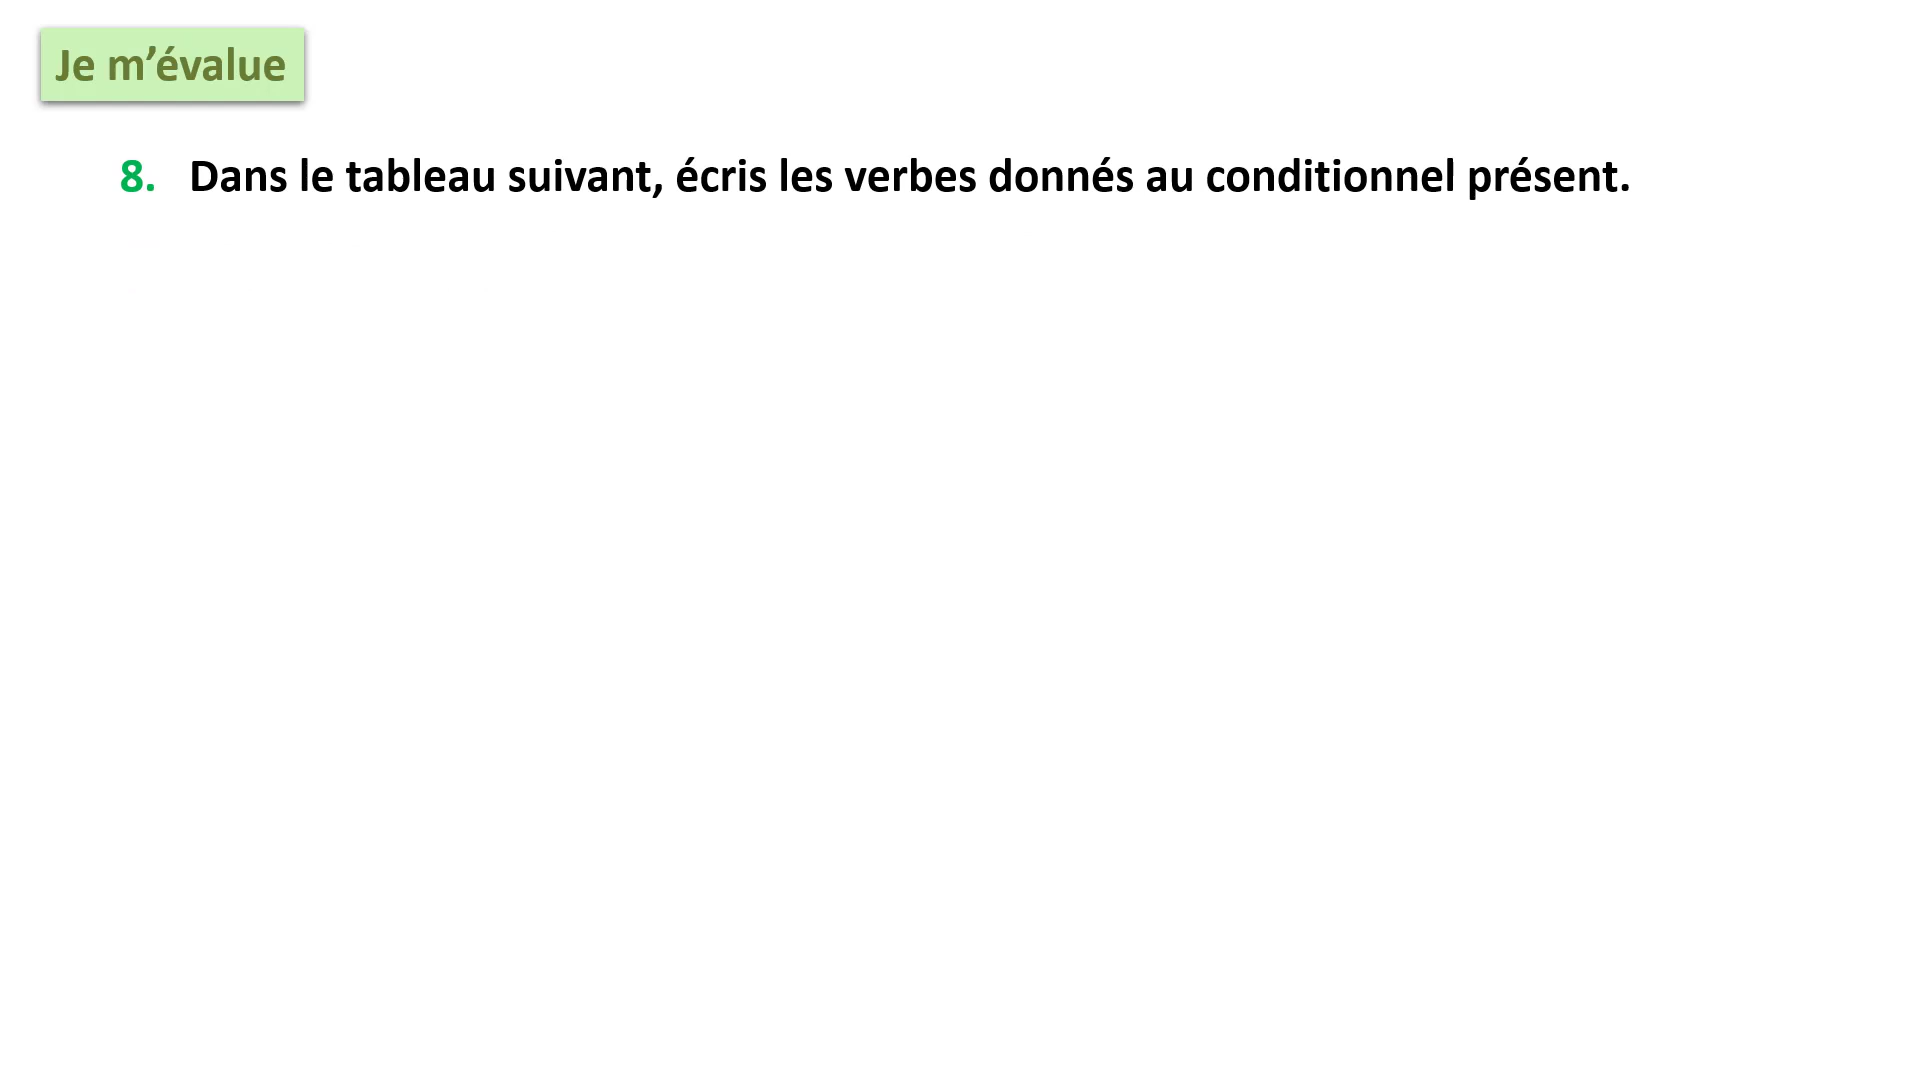 Je m’évalue
8. Dans le tableau suivant, écris les verbes donnés au conditionnel présent.